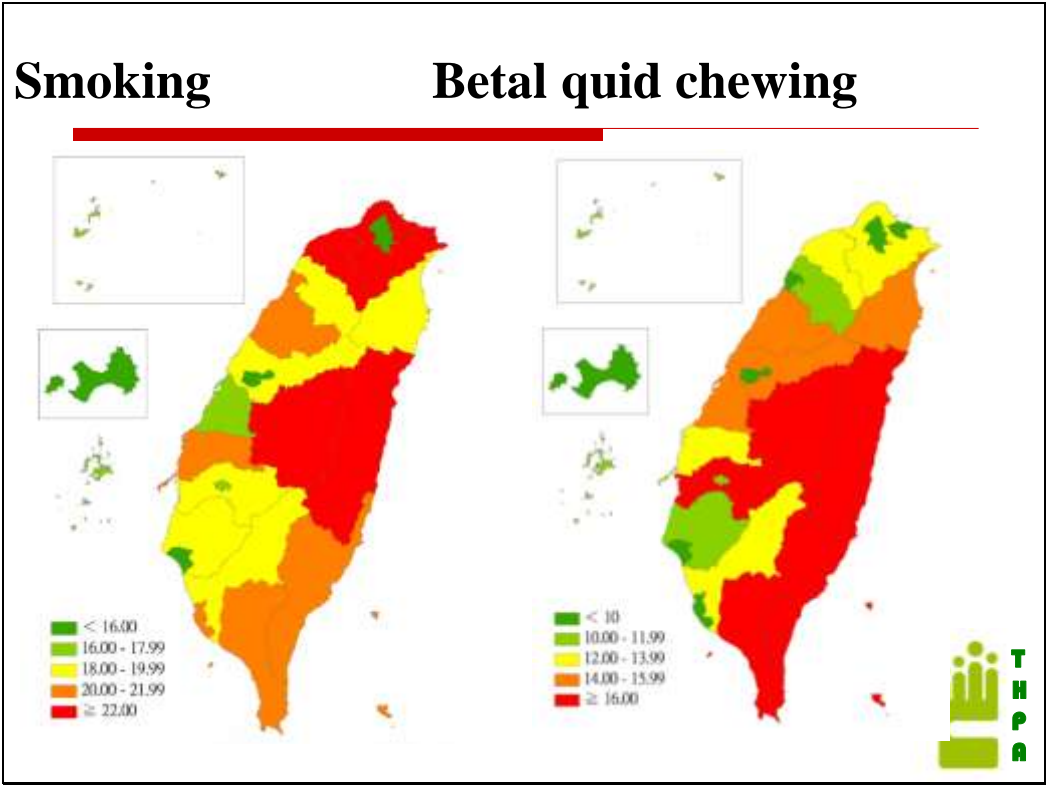 Smoking
Betal quid chewing
< 16.00
16.00 - 17.99
18.00 - 19.99
20.00 - 21.99
≧ 22.00
< 10
10.00 - 11.99
12.00 - 13.99
14.00 - 15.99
≧ 16.00
T
H
P
A